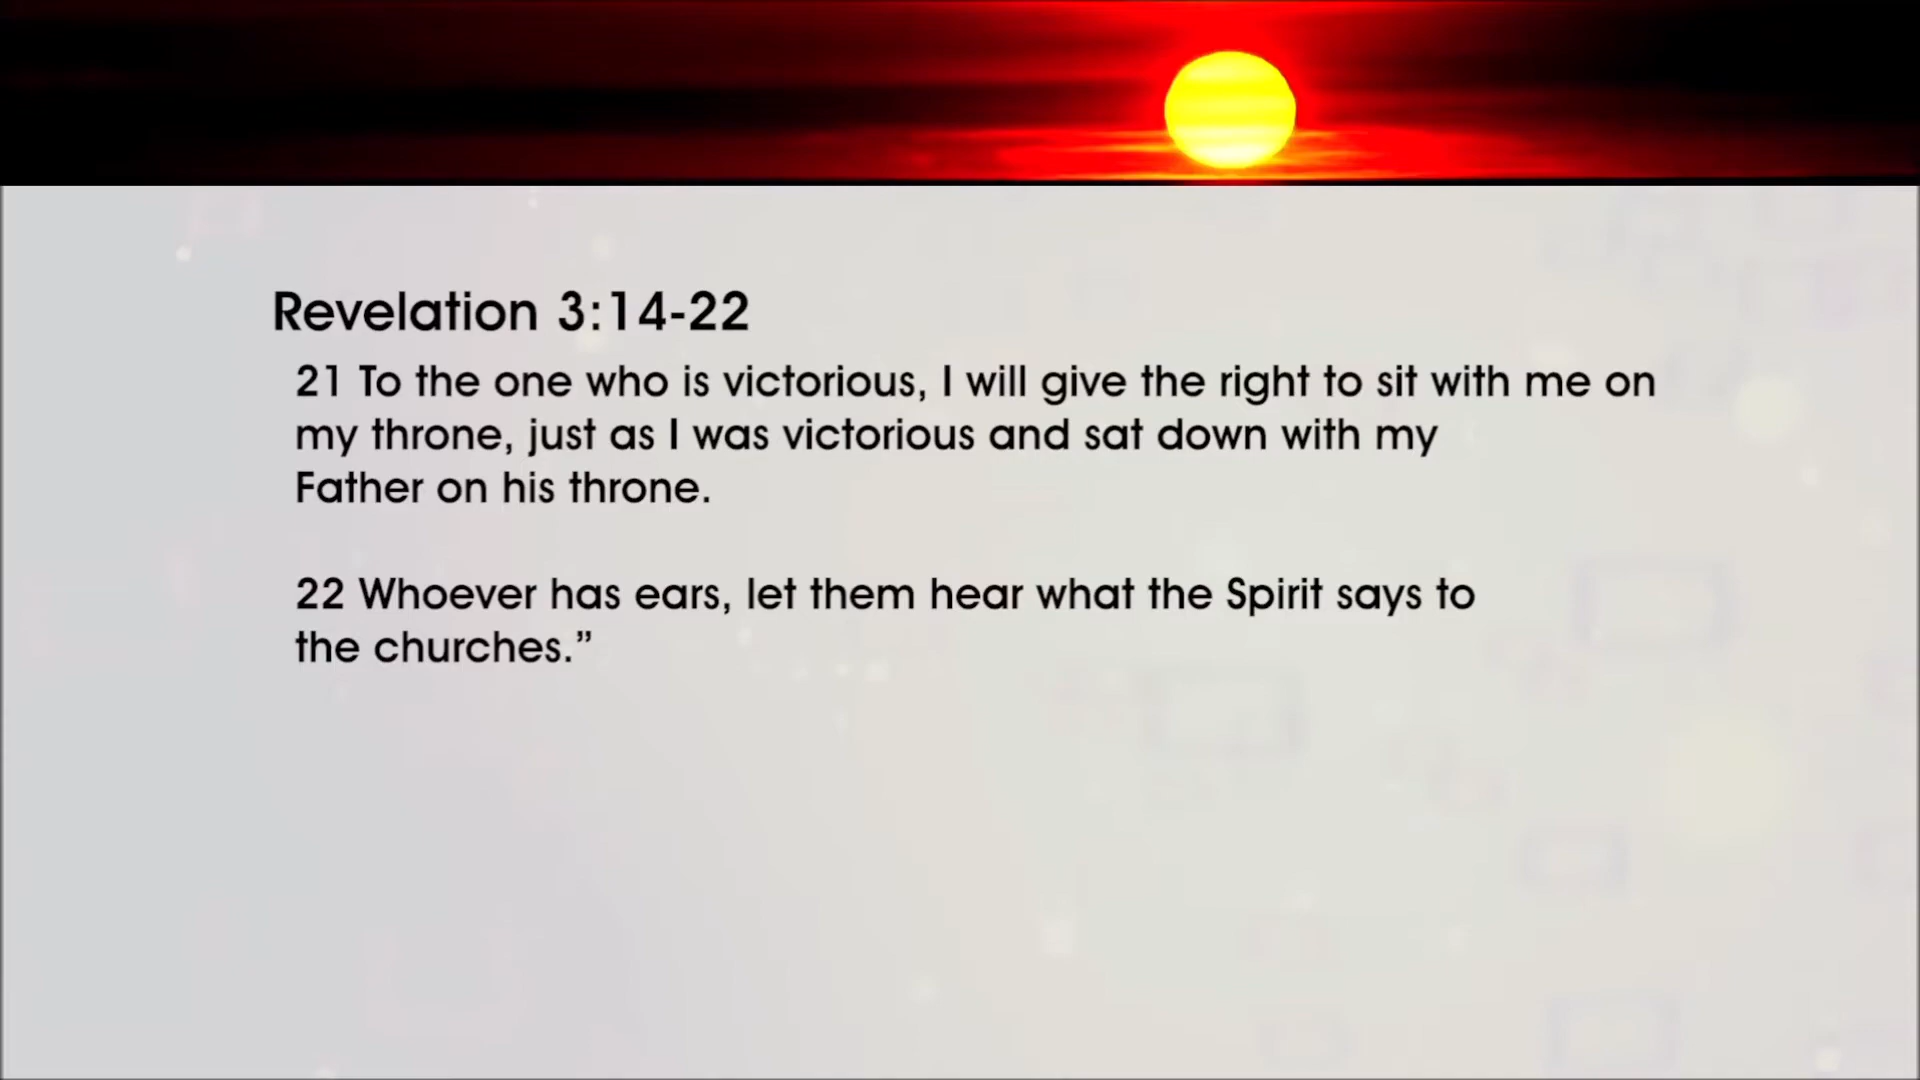 Revelation 3:14-22
21 To the one who is victorious, I will give the right to sit with me on
my throne, just as I was victorious and sat down with my
Father on his throne.
22 Whoever has ears, let them hear what the Spirit says to
the churches.”